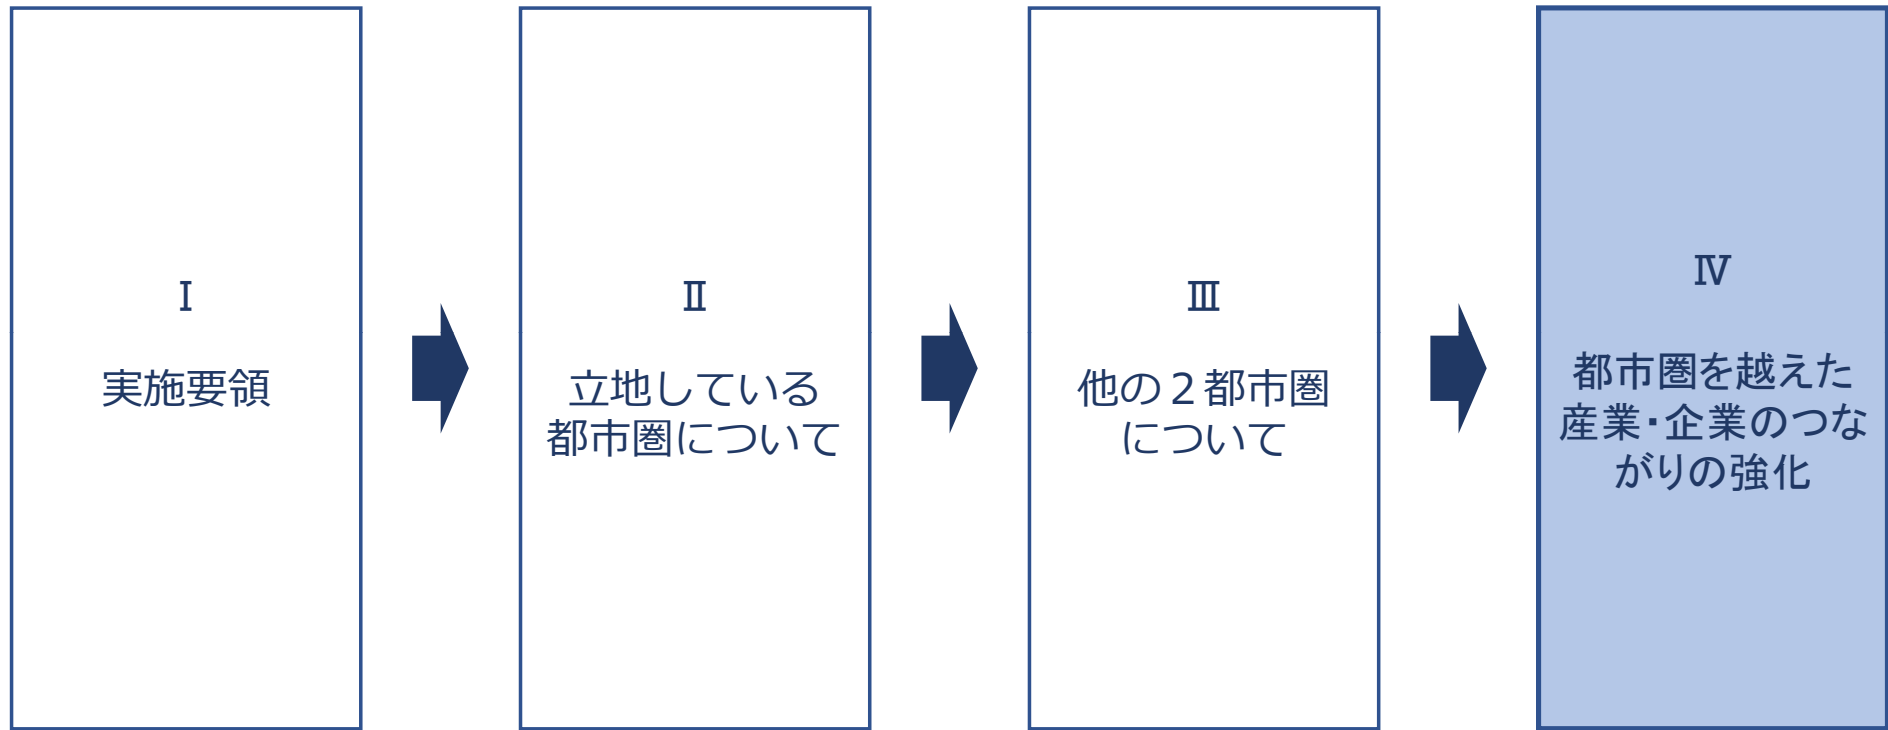 Ⅰ
実施要領
Ⅱ
立地している
都市圏について
Ⅲ
他の２都市圏
について
Ⅳ
都市圏を越えた
産業・企業のつな
がりの強化